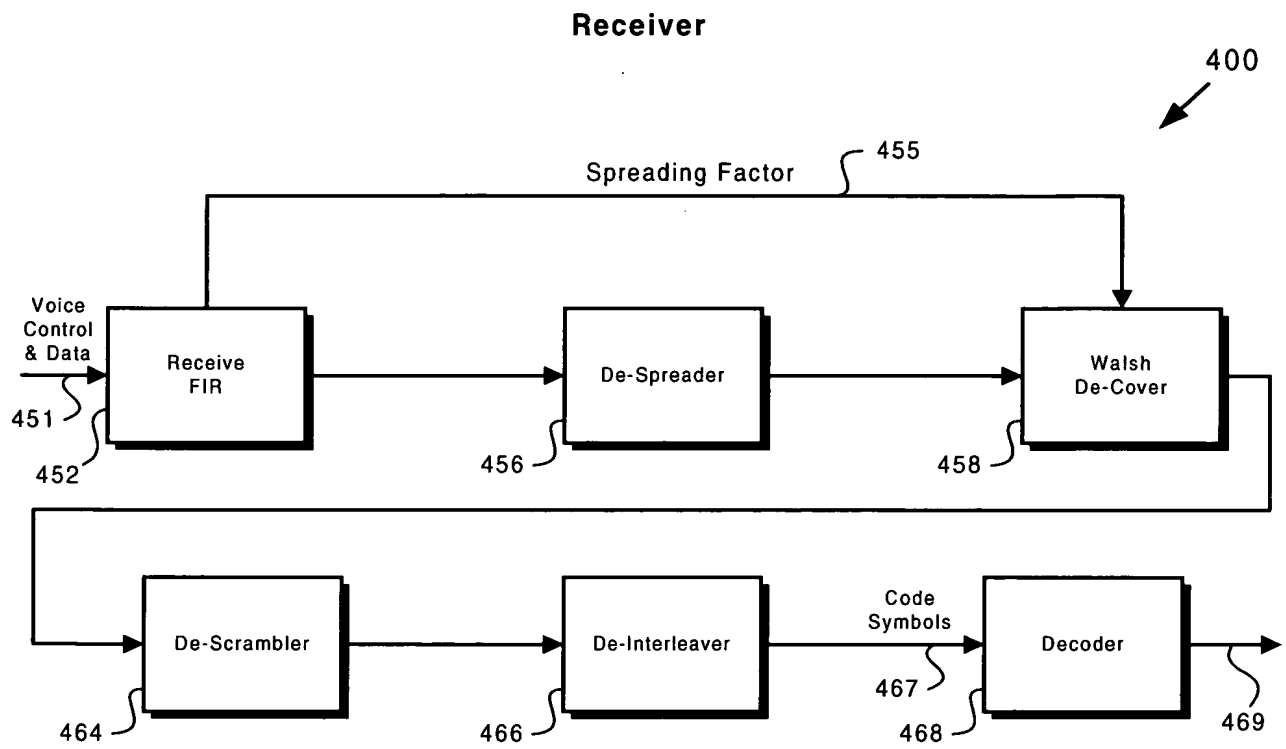 Receiver
400
455
Spreading Factor
Voice
Control
& Data
Receive
FIR
De-Spreader
Walsh
De-Cover
451
452
456
458
Code
Symbols
De-Scrambler
De-Interleaver
Decoder
464
466
467
468
469